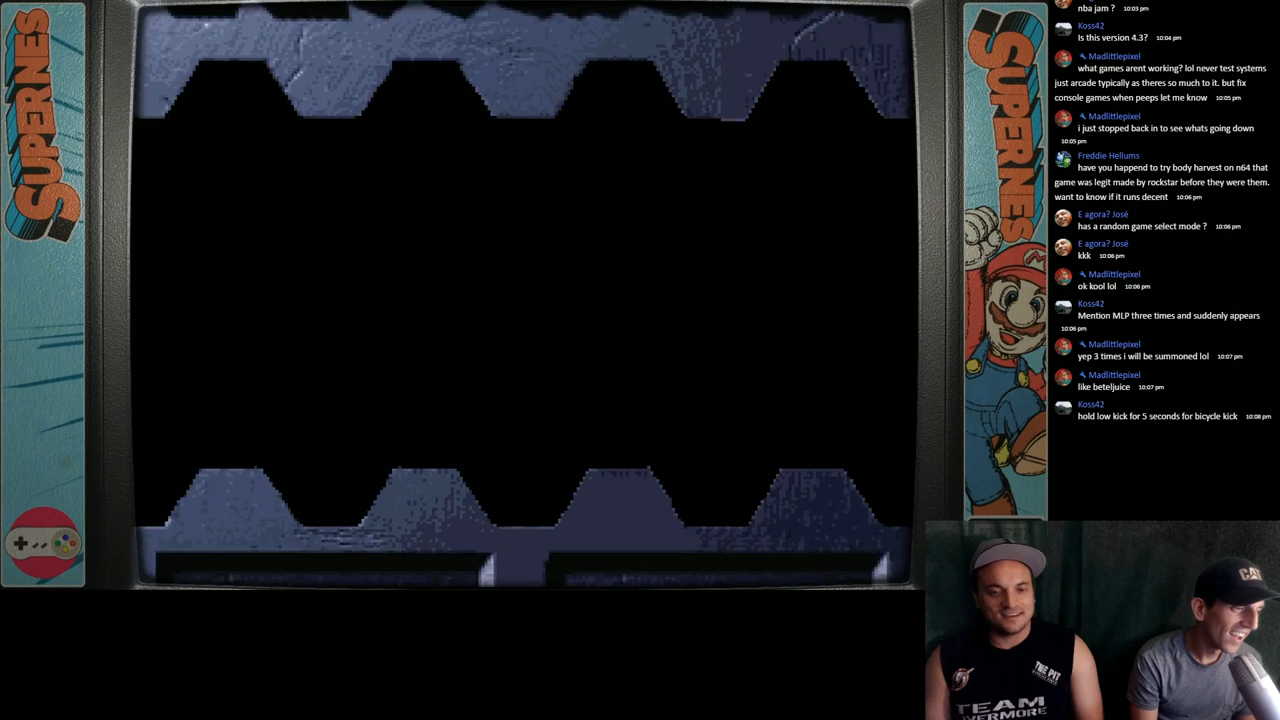 SUPERNES
SUPERNES
nba jam ? 10:03 pm
Koss42
Is this version 4.3? 10:04 pm
Madlittlepixel
what games arent working? lol never test systems
just arcade typically as theres so much to it. but fix
console games when peeps let me know 10:05 pm
Madlittlepixel
i just stopped back in to see whats going down
10:05 pm
Freddie Hellums
have you happend to try body harvest on n64 that
game was legit made by rockstar before they were them.
want to know if it runs decent 10:06 pm
E agora? José
has a random game select mode ? 10:06 pm
E agora? José
kkk 10:06 pm
Madlittlepixel
ok kool lol 10:06 pm
Koss42
Mention MLP three times and suddenly appears
10:06 pm
Madlittlepixel
yep 3 times i will be summoned lol 10:07 pm
Madlittlepixel
like beteljuice 10:07 pm
Koss42
hold low kick for 5 seconds for bicycle kick 10:08 pm
M
CAT
THE PIT
TEAM